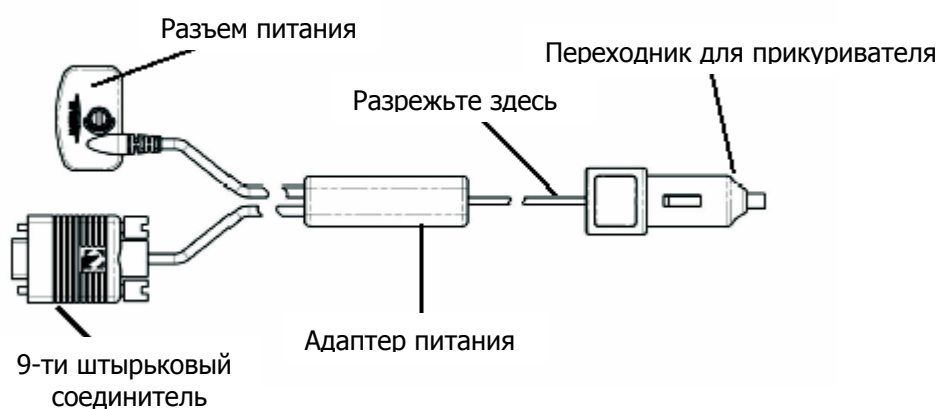 Разъем питания
Переходник для прикуривателя
Разрежьте здесь
Адаптер питания
9-ти штырьковый
соединитель